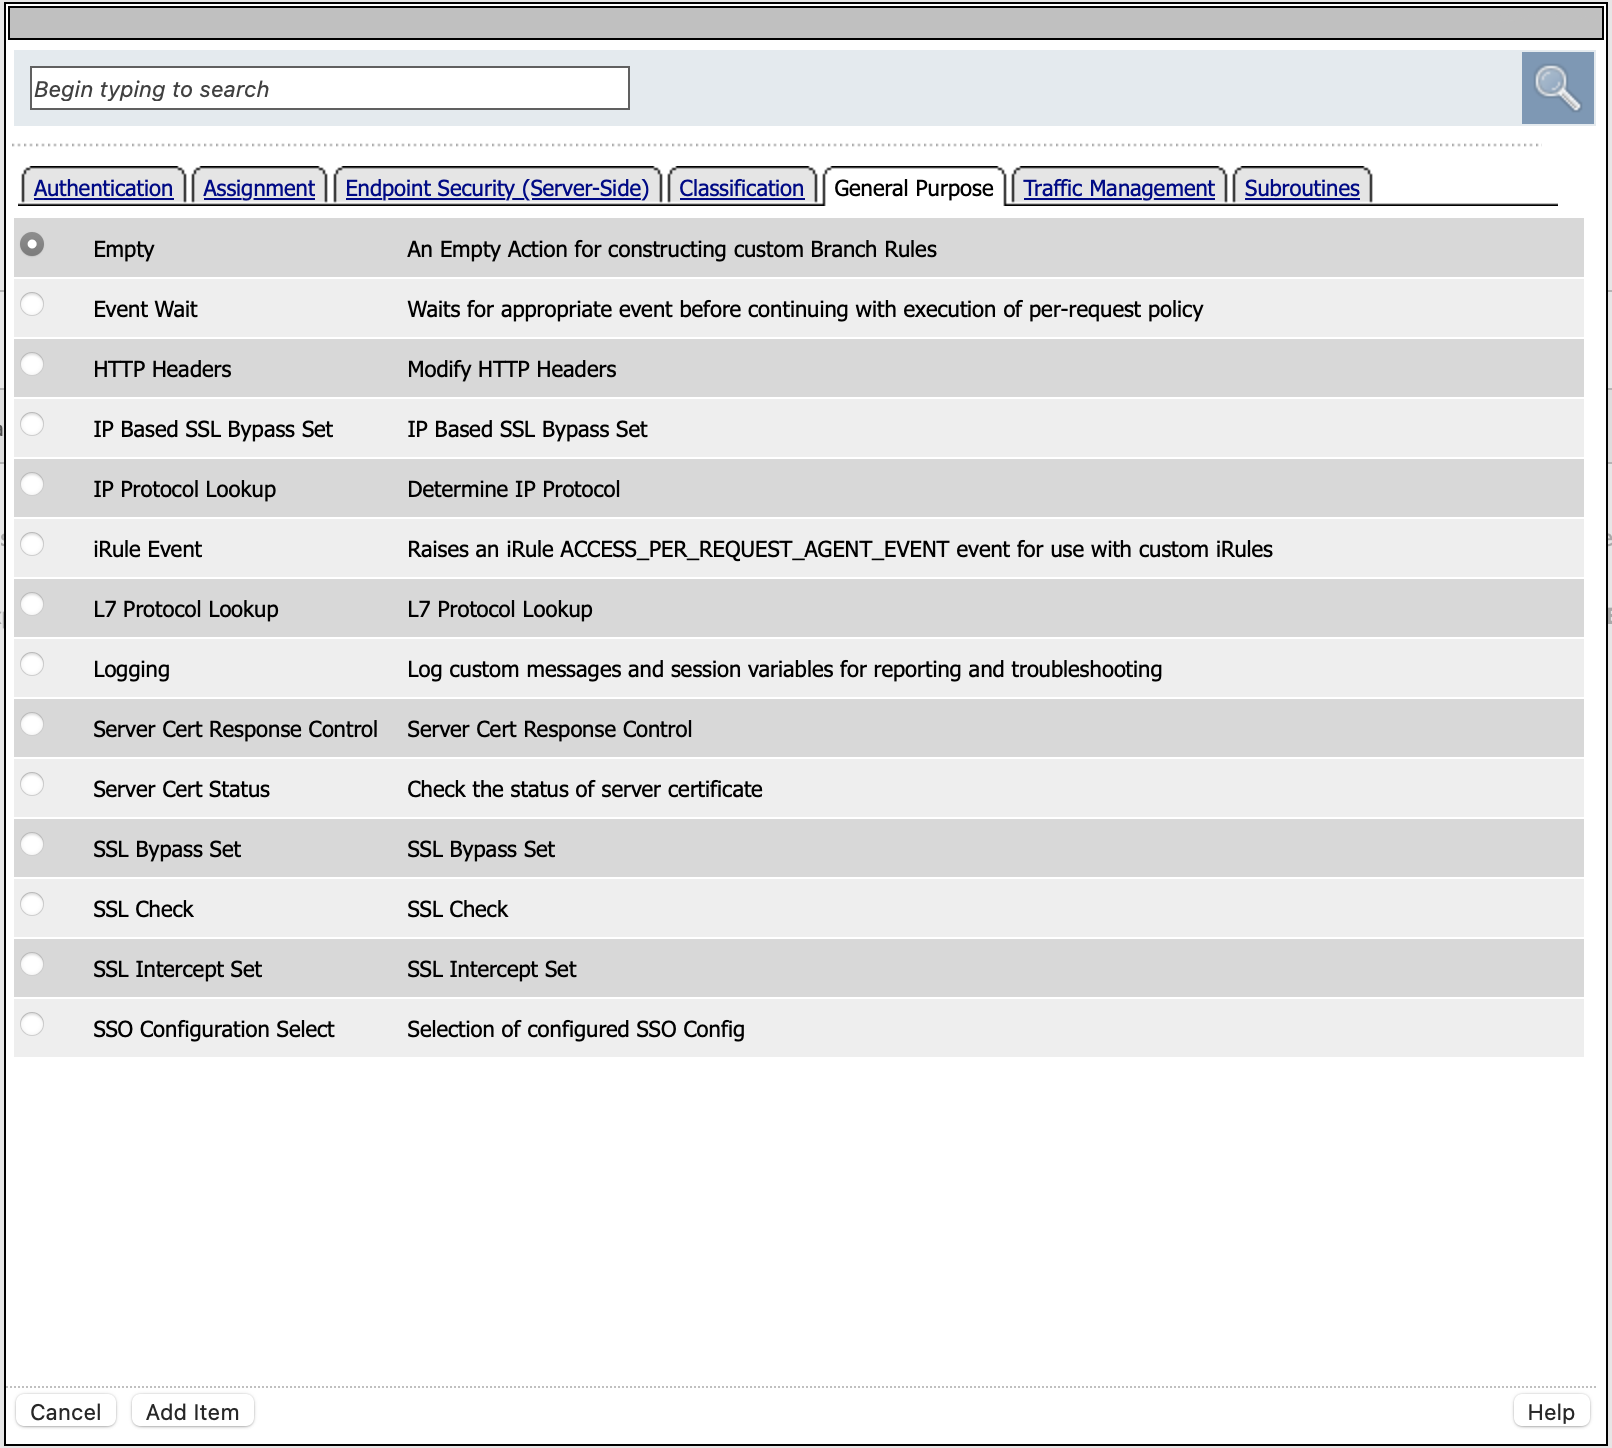 Begin typing to search
Authentication Assignment Endpoint Security (Server-Side) Classification General Purpose Traffic Management Subroutines
Empty An Empty Action for constructing custom Branch Rules
Event Wait Waits for appropriate event before continuing with execution of per-request policy
HTTP Headers Modify HTTP Headers
IP Based SSL Bypass Set IP Based SSL Bypass Set
IP Protocol Lookup Determine IP Protocol
iRule Event Raises an iRule ACCESS_PER_REQUEST_AGENT_EVENT event for use with custom iRules
L7 Protocol Lookup L7 Protocol Lookup
Logging Log custom messages and session variables for reporting and troubleshooting
Server Cert Response Control Server Cert Response Control
Server Cert Status Check the status of server certificate
SSL Bypass Set SSL Bypass Set
SSL Check SSL Check
SSL Intercept Set SSL Intercept Set
SSO Configuration Select Selection of configured SSO Config
Cancel Add Item Help